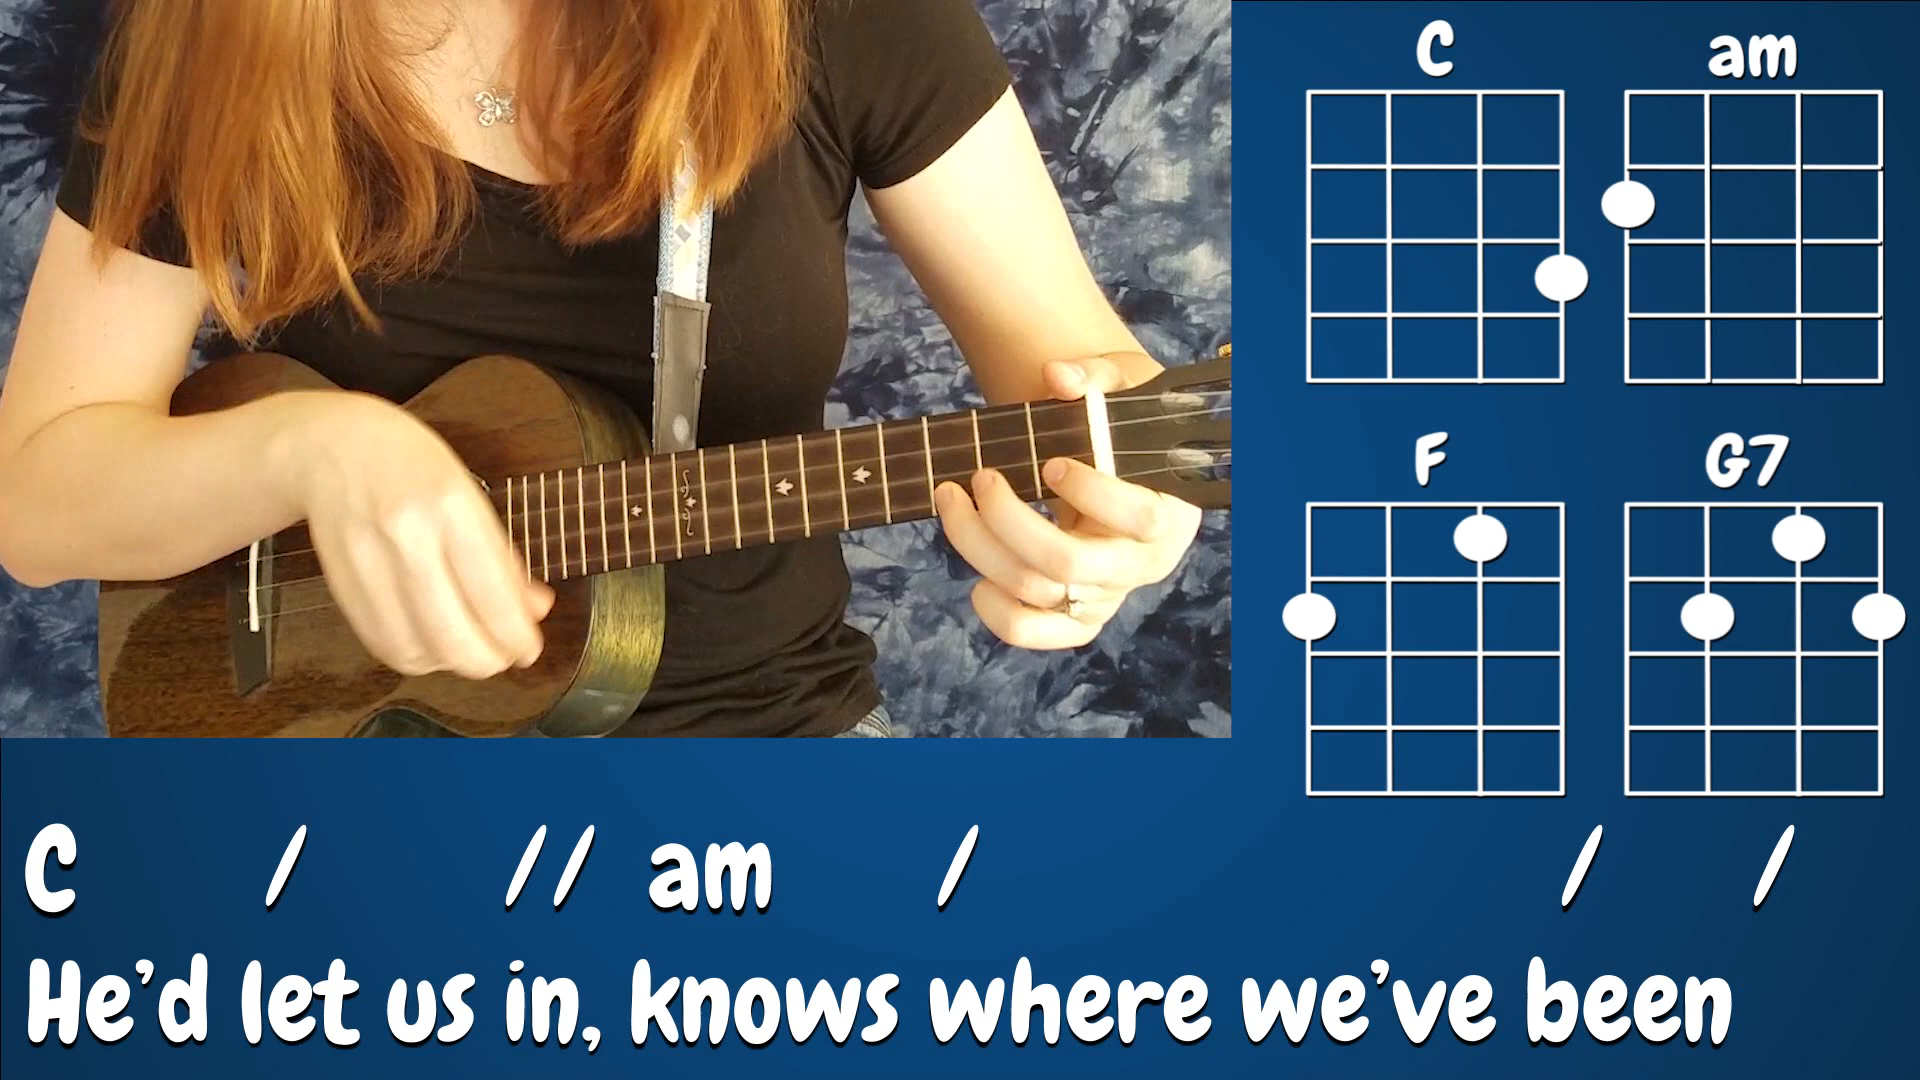 C am
F G7
C / / / am / / /
He’d let us in, knows where we’ve been